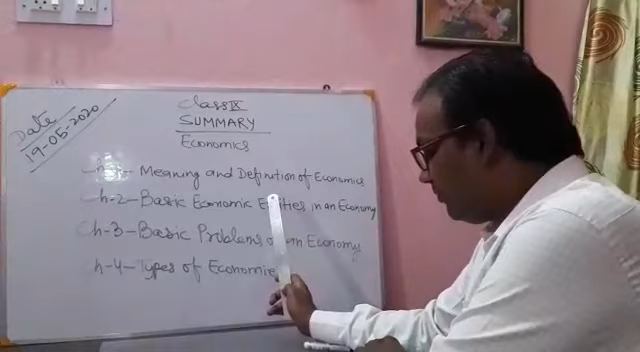 Date
19-05-2020
Class IX
SUMMARY
Economics
Ch-1- Meaning and Definition of Economics
Ch-2-Basic Economic Entities in an Economy
Ch-3-Basic Problems of an Economy
Ch-4-Types of Economies